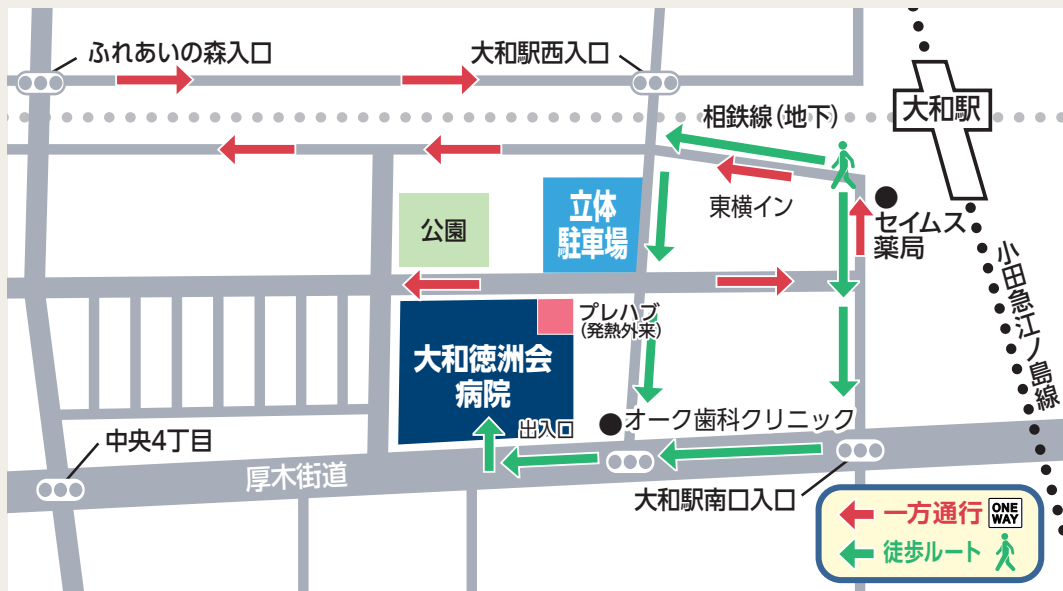 ふれあいの森入口
大和駅西入口
相鉄線(地下)
大和駅
東横イン
セイムス
薬局
公園
立体
駐車場
小田急江ノ島線
プレハブ
(発熱外来)
大和徳洲会
病院
出入口
オーク歯科クリニック
中央4丁目
厚木街道
大和駅南口入口
一方通行 ONE
WAY
徒歩ルート